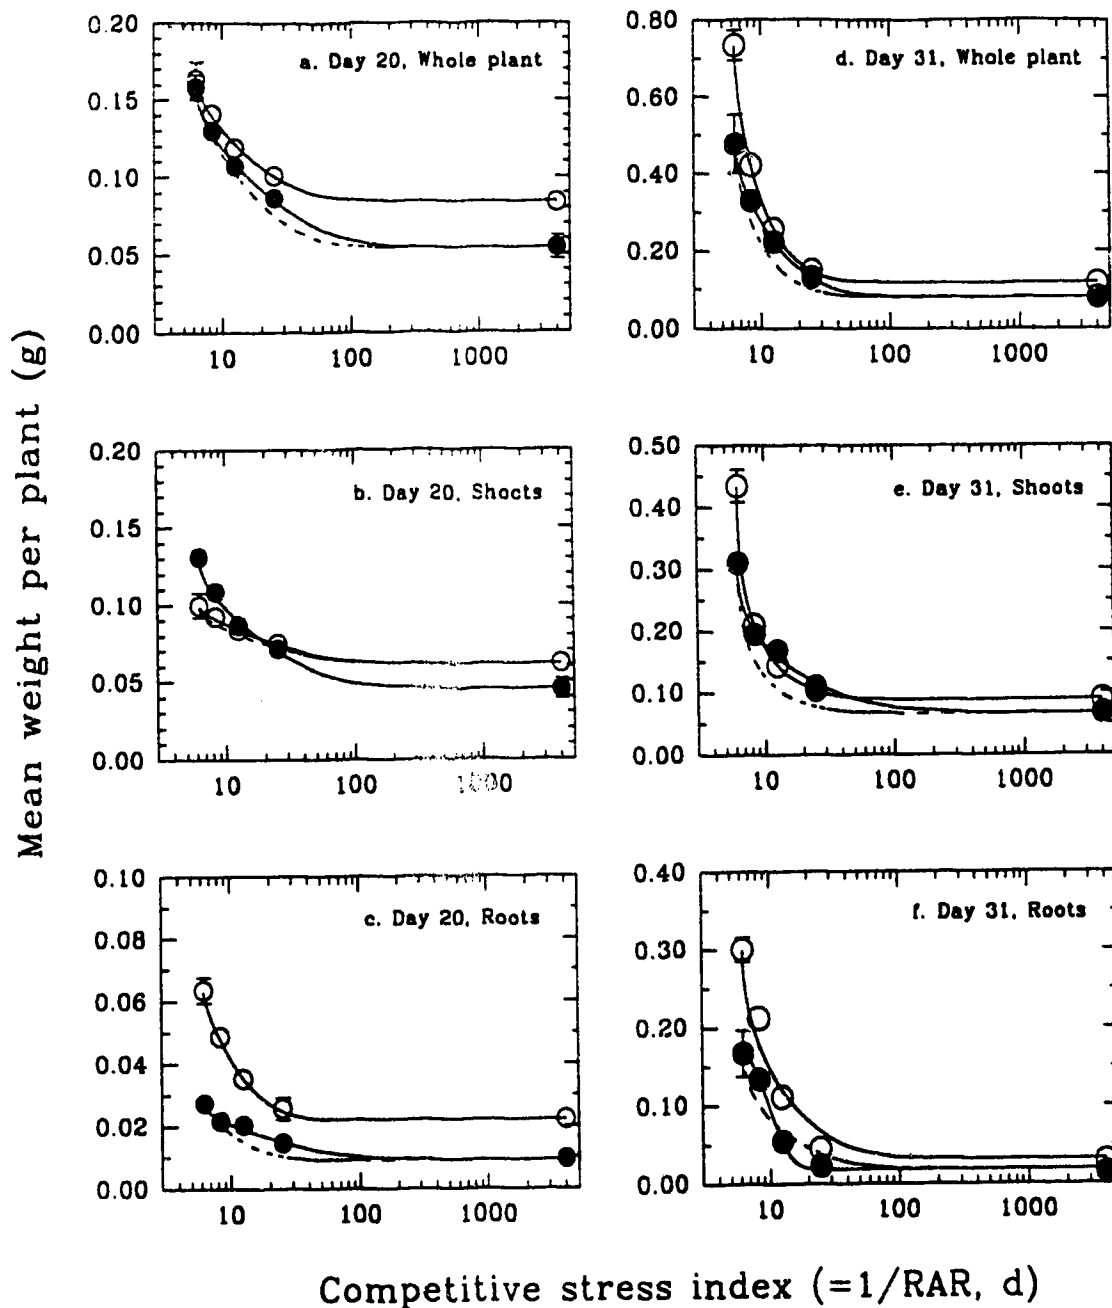 Mean weight per plant (g)
a. Day 20, Whole plant
0.20
0.15
0.10
0.05
0.00
10 100 1000
d. Day 31, Whole plant
0.80
0.60
0.40
0.20
0.00
10 100 1000
b. Day 20, Shoots
0.20
0.15
0.10
0.05
0.00
10 100 1000
e. Day 31, Shoots
0.50
0.40
0.30
0.20
0.10
0.00
10 100 1000
c. Day 20, Roots
0.10
0.08
0.06
0.04
0.02
0.00
10 100 1000
f. Day 31, Roots
0.40
0.30
0.20
0.10
0.00
10 100 1000
Competitive stress index (=1/RAR, d)